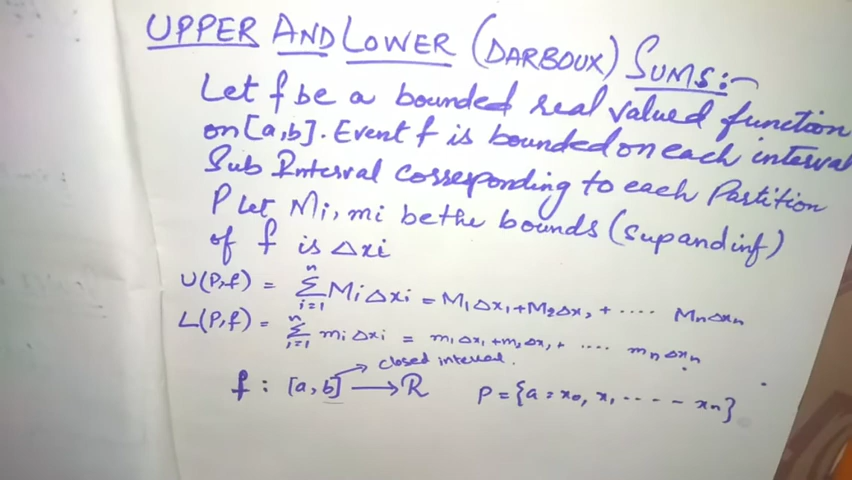 UPPER AND LOWER (DARBOUX) SUMS:-
Let f be a bounded real valued function
on [a,b]. Event f is bounded on each interval
Sub Interval corresponding to each Partition
P Let Mi, mi be the bounds (Sup and inf)
of f is Δxi
U(P,f) = n∑i=1 Mi Δxi = M1 Δx1 + M2 Δx2 + .... Mn Δxn
L(P,f) = n∑i=1 mi Δxi = m1 Δx1 + m2 Δx2 + .... mn Δxn
closed interval.
f : [a,b] → R P = {a = x0, x1 ..... xn}